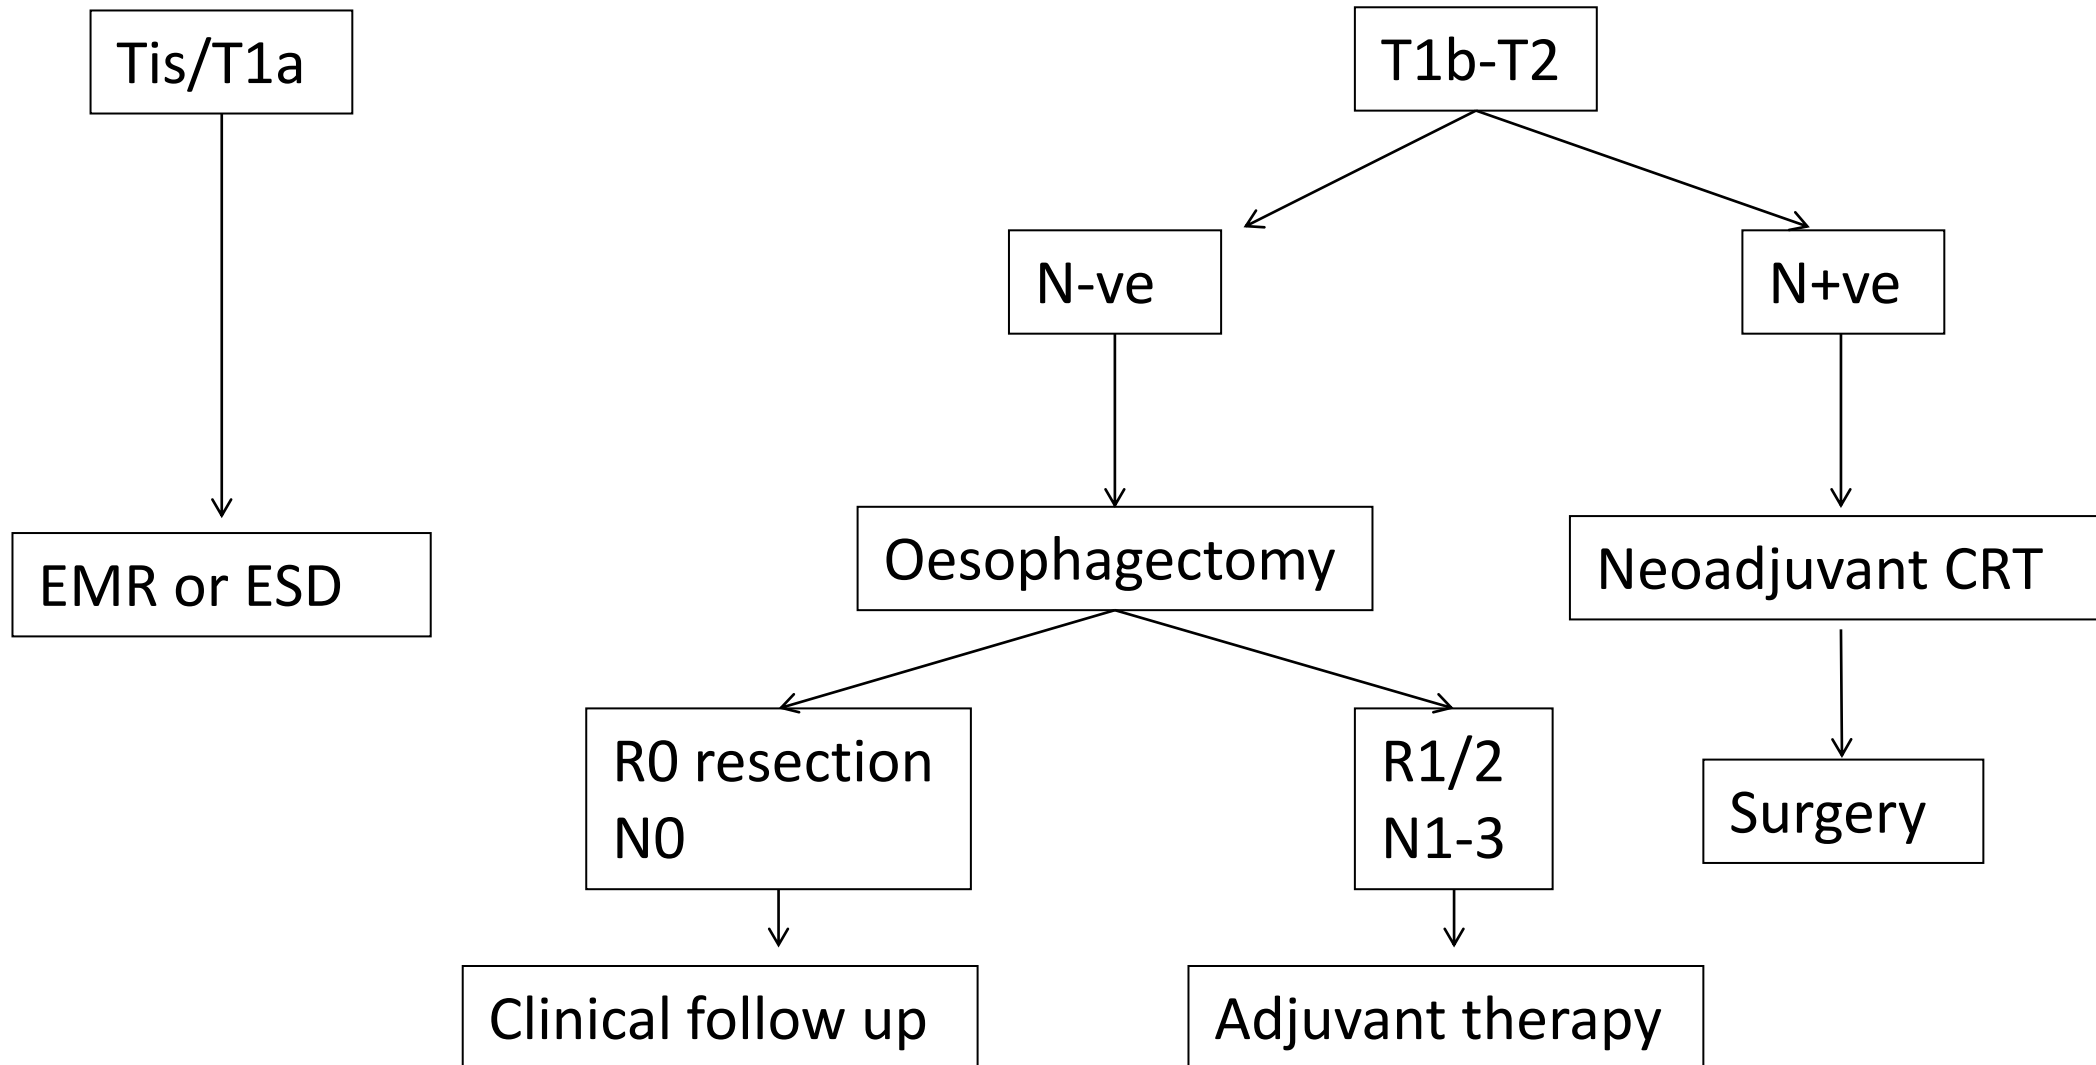 Tis/T1a
T1b-T2
N-ve
N+ve
Oesophagectomy
Neoadjuvant CRT
EMR or ESD
R0 resection
N0
R1/2
N1-3
Surgery
Clinical follow up
Adjuvant therapy